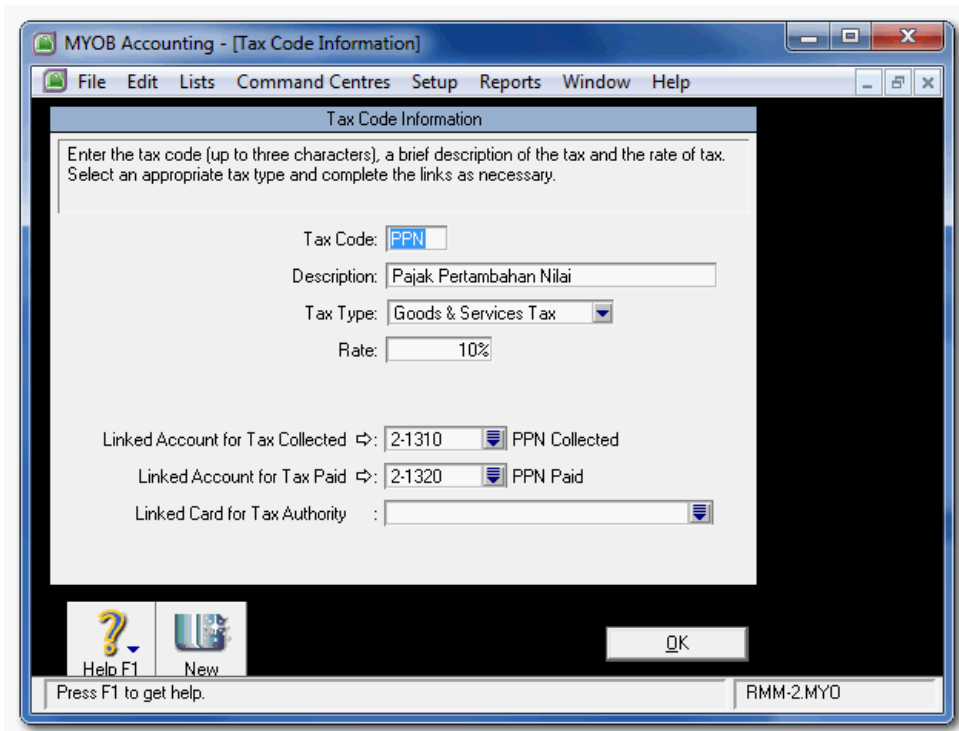 MYOB Accounting - [Tax Code Information]
File Edit Lists Command Centres Setup Reports Window Help
Tax Code Information
Enter the tax code (up to three characters), a brief description of the tax and the rate of tax.
Select an appropriate tax type and complete the links as necessary.
Tax Code: PPN
Description: Pajak Pertambahan Nilai
Tax Type: Goods & Services Tax
Rate: 10%
Linked Account for Tax Collected ⇨: 2-1310 PPN Collected
Linked Account for Tax Paid ⇨: 2-1320 PPN Paid
Linked Card for Tax Authority :
Help F1 New OK
Press F1 to get help. RMM-2.MYO